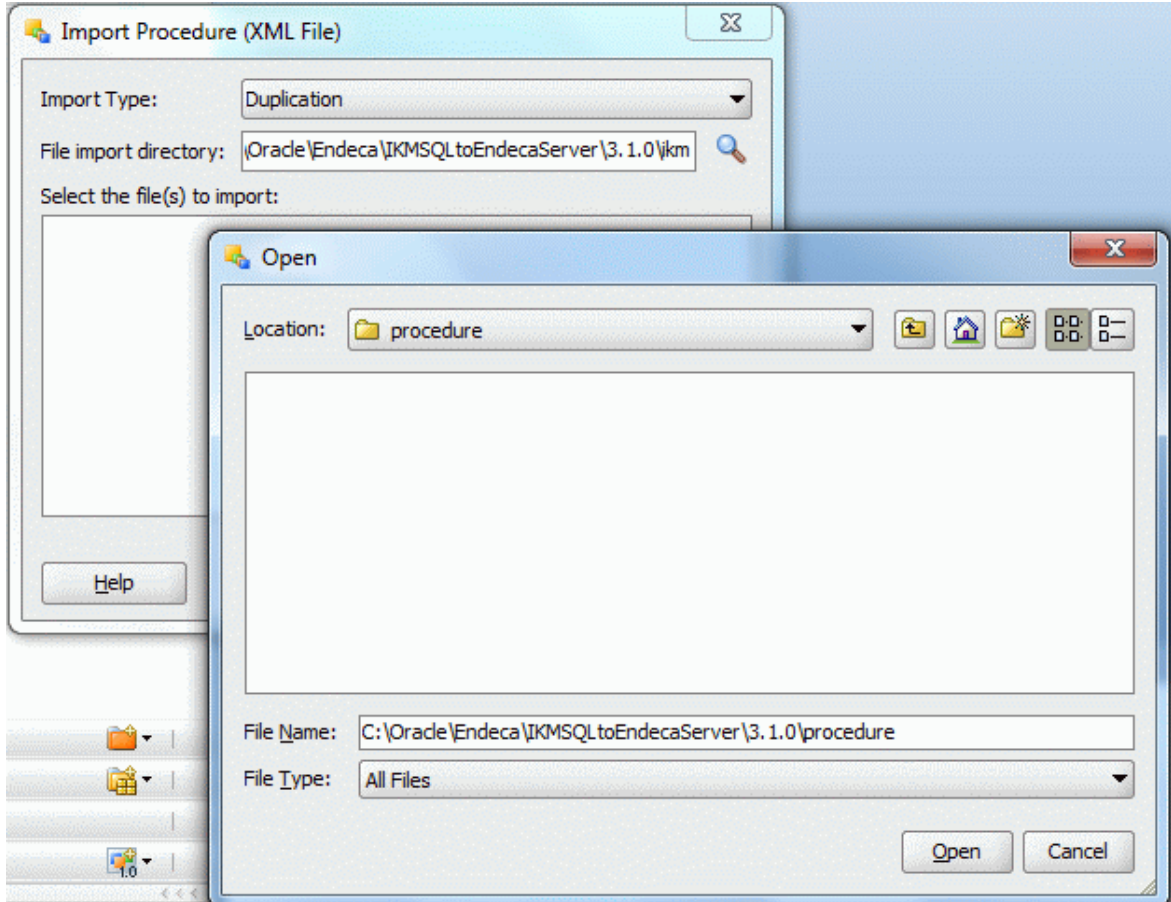 Import Procedure (XML File)
Import Type: Duplication
File import directory: \Oracle\Endeca\IKMSQLtoEndecaServer\3.1.0\ikm
Select the file(s) to import:
Open
Location: procedure
Help
File Name: C:\Oracle\Endeca\IKMSQLtoEndecaServer\3.1.0\procedure
File Type: All Files
1.0
Open Cancel